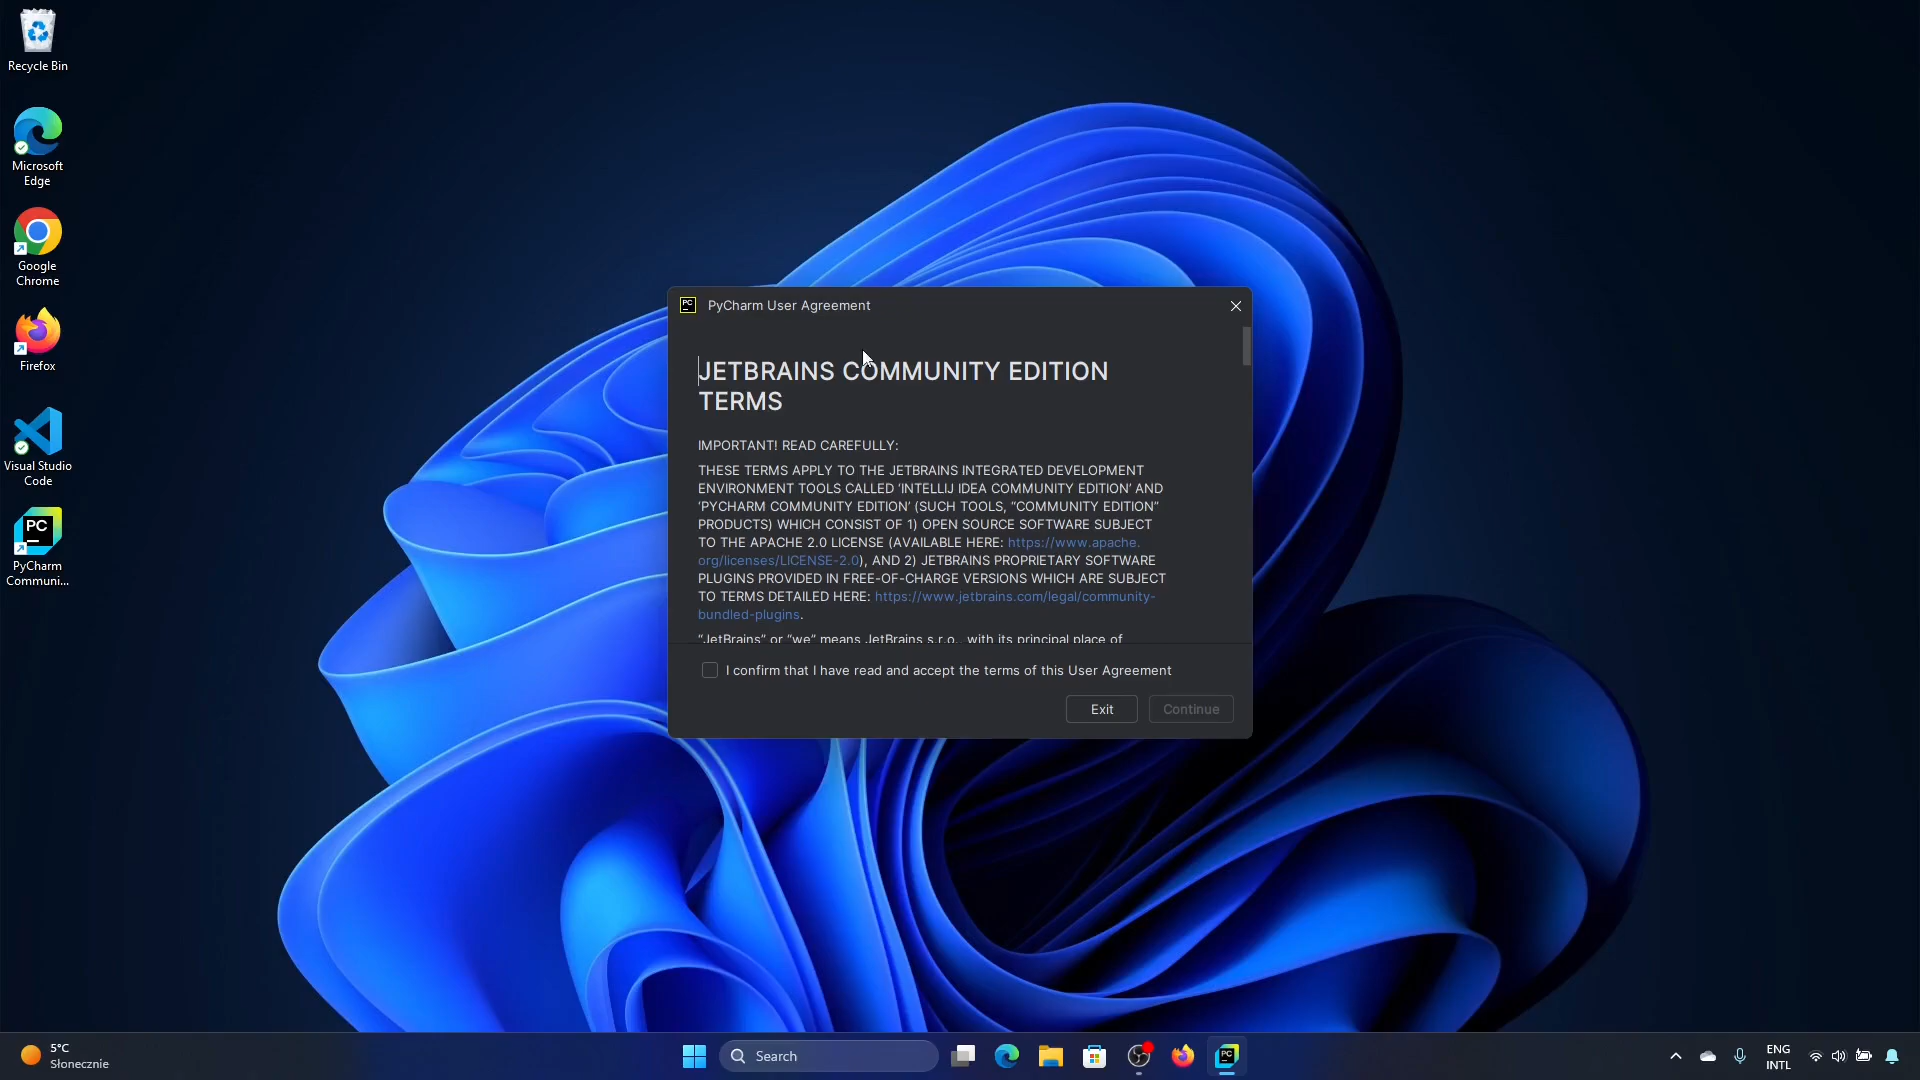 Recycle Bin
Microsoft
Edge
Google
Chrome
Firefox
Visual Studio
Code
PC
PyCharm
Communi...
PC
PyCharm User Agreement
JETBRAINS COMMUNITY EDITION
TERMS
IMPORTANT! READ CAREFULLY:
THESE TERMS APPLY TO THE JETBRAINS INTEGRATED DEVELOPMENT
ENVIRONMENT TOOLS CALLED ‘INTELLIJ IDEA COMMUNITY EDITION’ AND
‘PYCHARM COMMUNITY EDITION’ (SUCH TOOLS, “COMMUNITY EDITION”
PRODUCTS) WHICH CONSIST OF 1) OPEN SOURCE SOFTWARE SUBJECT
TO THE APACHE 2.0 LICENSE (AVAILABLE HERE: https://www.apache.
org/licenses/LICENSE-2.0), AND 2) JETBRAINS PROPRIETARY SOFTWARE
PLUGINS PROVIDED IN FREE-OF-CHARGE VERSIONS WHICH ARE SUBJECT
TO TERMS DETAILED HERE: https://www.jetbrains.com/legal/community-
bundled-plugins.
“JetBrains” or “we” means JetBrains s.r.o., with its principal place of
I confirm that I have read and accept the terms of this User Agreement
Exit
Continue
5°C
Słonecznie
Search
PC
ENG
INTL